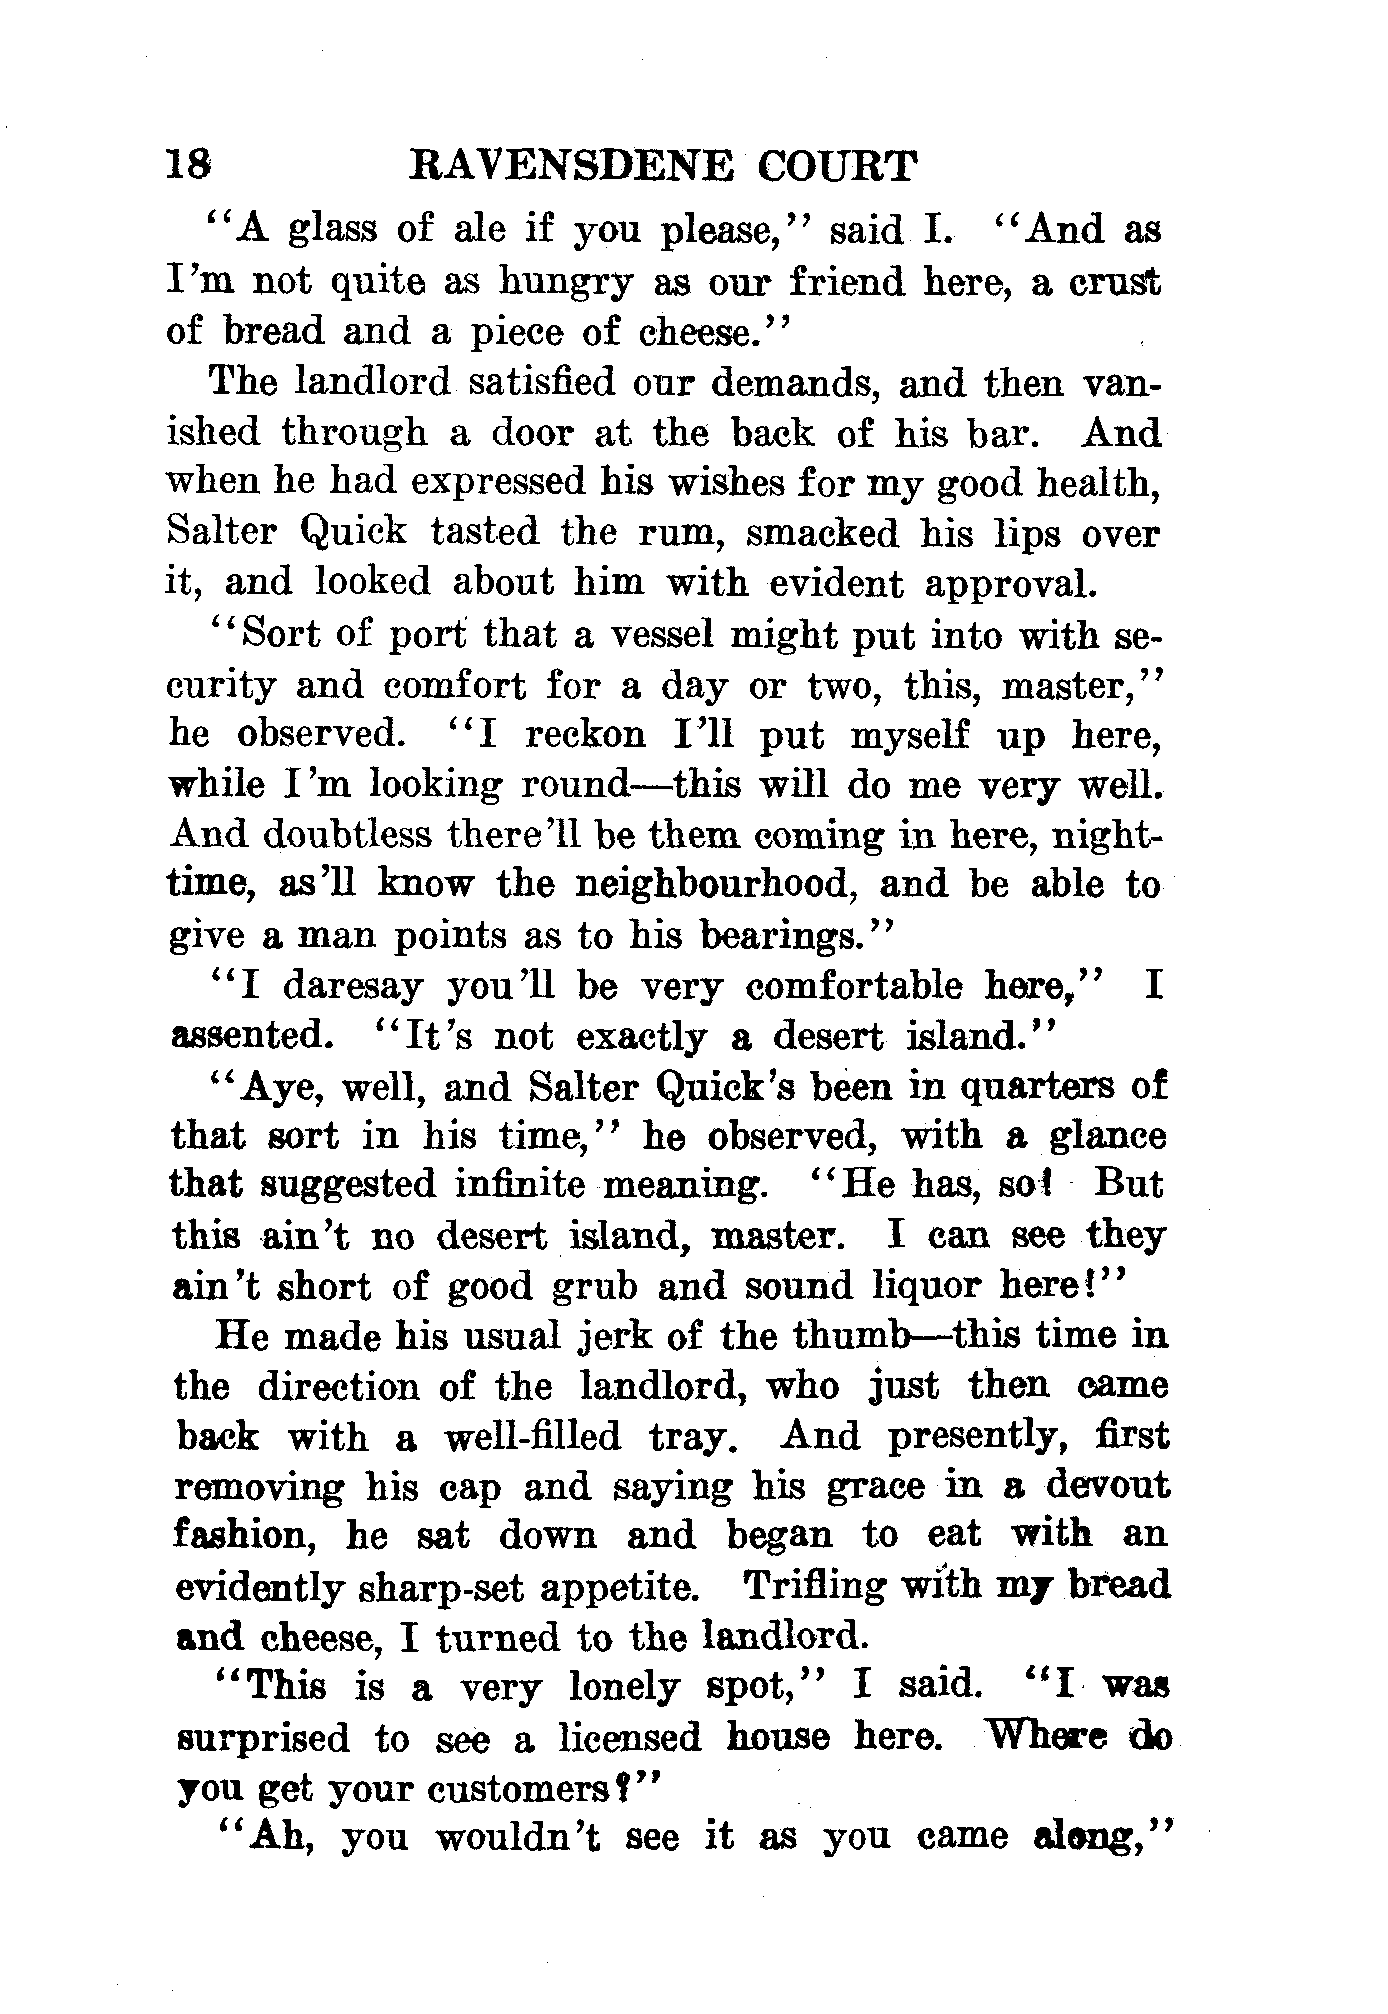 18 RAVENSDENE COURT
"A glass of ale if you please," said I. "And as
I'm not quite as hungry as our friend here, a crust
of bread and a piece of cheese."
The landlord satisfied our demands, and then van-
ished through a door at the back of his bar. And
when he had expressed his wishes for my good health,
Salter Quick tasted the rum, smacked his lips over
it, and looked about him with evident approval.
"Sort of port that a vessel might put into with se-
curity and comfort for a day or two, this, master,"
he observed. "I reckon I'll put myself up here,
while I'm looking round—this will do me very well.
And doubtless there'll be them coming in here, night-
time, as'll know the neighbourhood, and be able to
give a man points as to his bearings."
"I daresay you'll be very comfortable here," I
assented. "It's not exactly a desert island."
"Aye, well, and Salter Quick's been in quarters of
that sort in his time," he observed, with a glance
that suggested infinite meaning. "He has, so! But
this ain't no desert island, master. I can see they
ain't short of good grub and sound liquor here!"
He made his usual jerk of the thumb—this time in
the direction of the landlord, who just then came
back with a well-filled tray. And presently, first
removing his cap and saying his grace in a devout
fashion, he sat down and began to eat with an
evidently sharp-set appetite. Trifling with my bread
and cheese, I turned to the landlord.
"This is a very lonely spot," I said. "I was
surprised to see a licensed house here. Where do
you get your customers?"
"Ah, you wouldn't see it as you came along,"